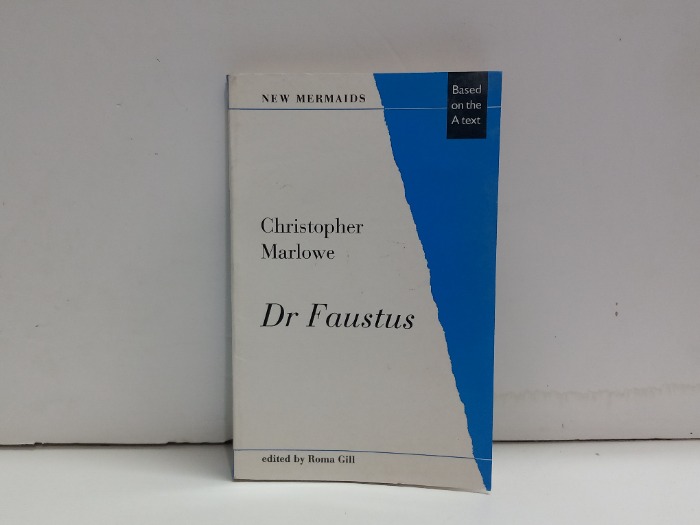 NEW MERMAIDS
Based
on the
A text
Christopher
Marlowe
Dr Faustus
edited by Roma Gill